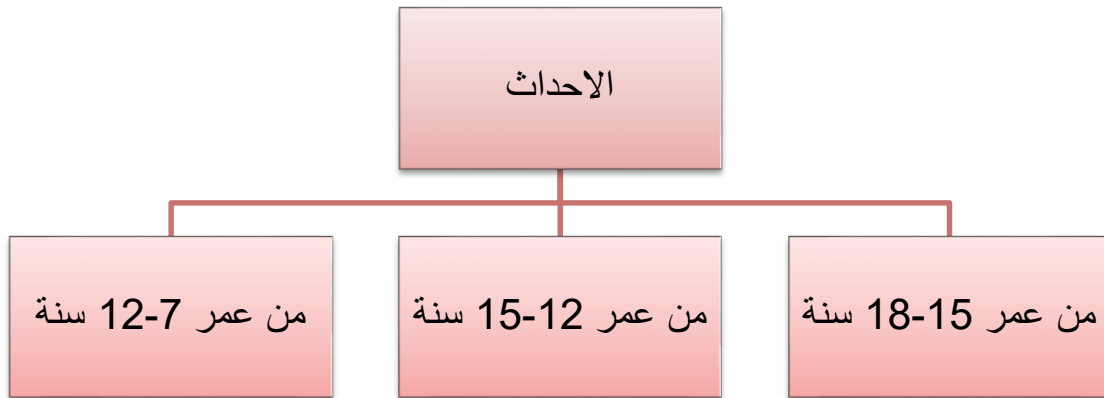 الاحداث
من عمر 15-18 سنة
من عمر 12-15 سنة
من عمر 7-12 سنة